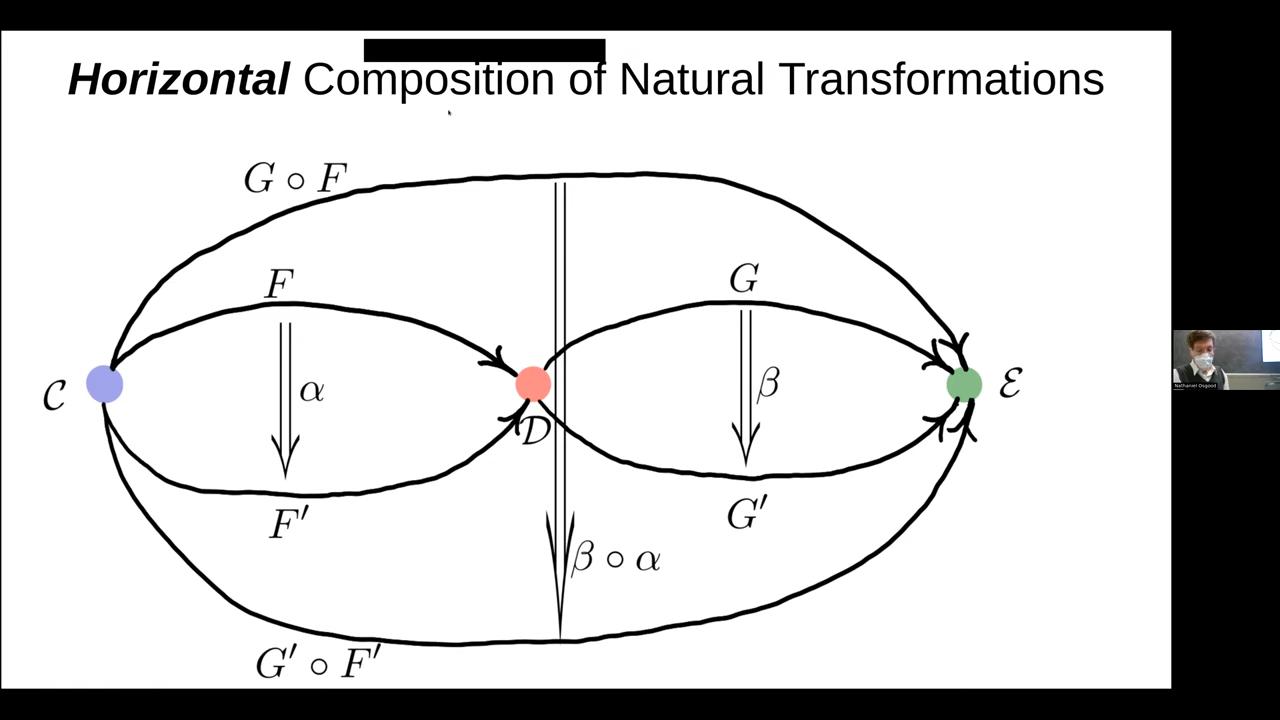 Horizontal Composition of Natural Transformations
G ∘ F
F
G
α
β
C
D
E
F′
G′
β ∘ α
G′ ∘ F′
Nathaniel Osgood